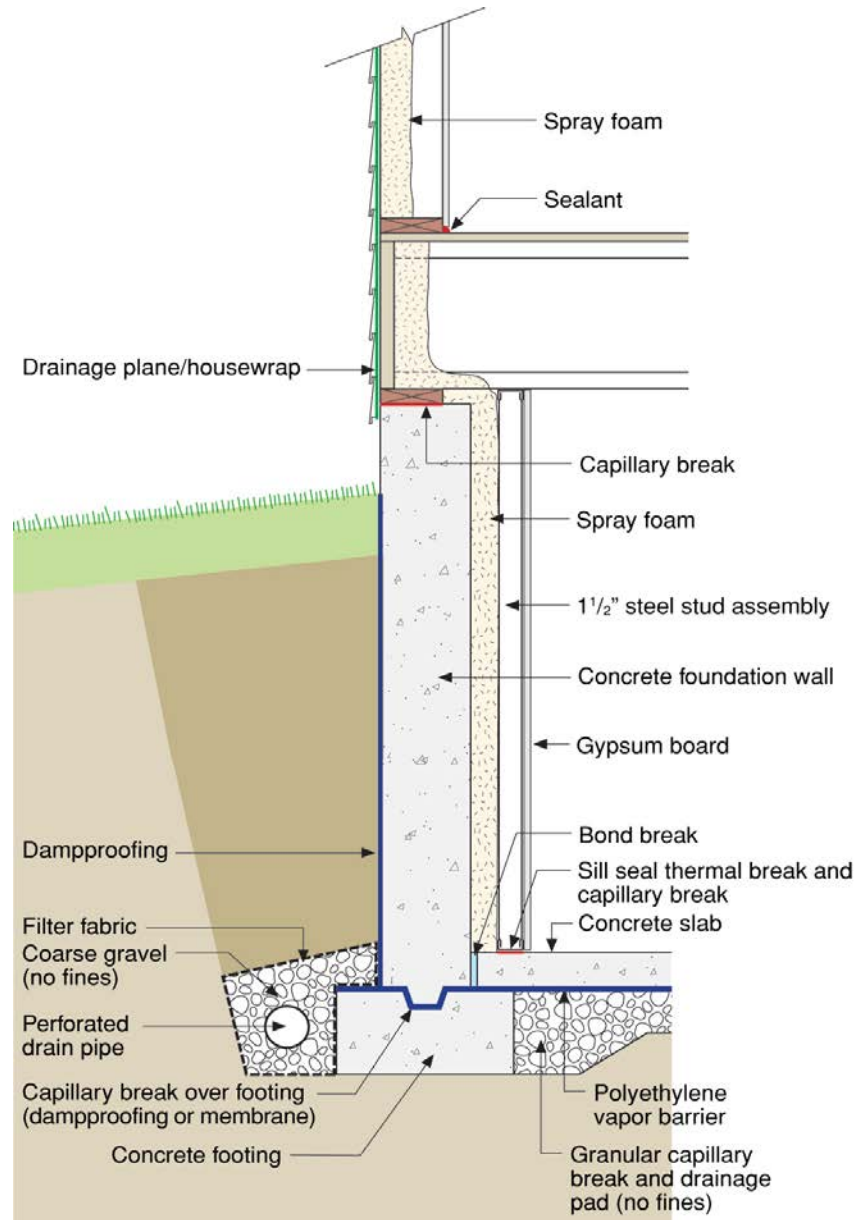 Spray foam
Sealant
Drainage plane/housewrap
Capillary break
Spray foam
1 1/2" steel stud assembly
Concrete foundation wall
Gypsum board
Bond break
Dampproofing
Sill seal thermal break and
capillary break
Concrete slab
Filter fabric
Coarse gravel
(no fines)
Perforated
drain pipe
Capillary break over footing
(dampproofing or membrane)
Polyethylene
vapor barrier
Concrete footing
Granular capillary
break and drainage
pad (no fines)